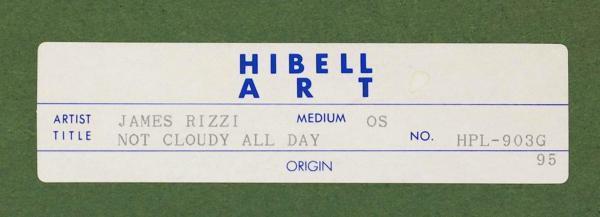 HIBELL
ART
ARTIST JAMES RIZZI MEDIUM OS
TITLE NOT CLOUDY ALL DAY NO. HPL-903G
95
ORIGIN